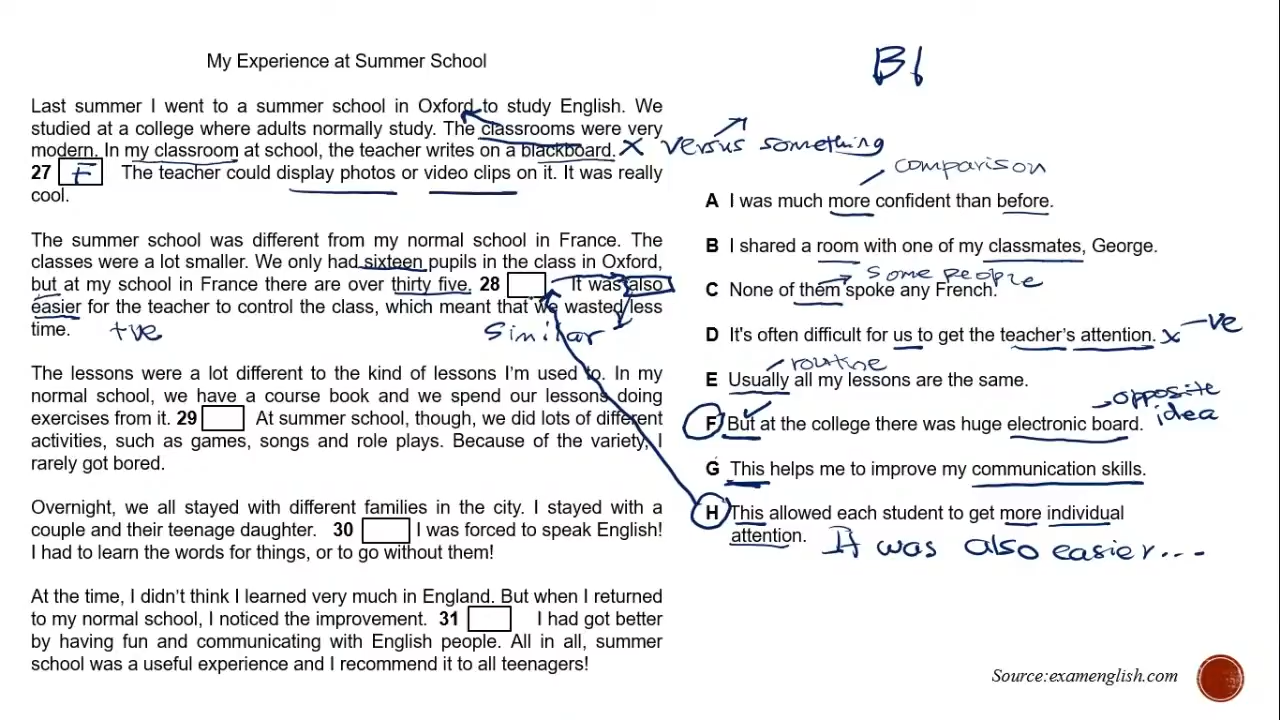 My Experience at Summer School
Last summer I went to a summer school in Oxford to study English. We
studied at a college where adults normally study. The classrooms were very
modern. In my classroom at school, the teacher writes on a blackboard. X versus something
27 F The teacher could display photos or video clips on it. It was really
cool.
The summer school was different from my normal school in France. The
classes were a lot smaller. We only had sixteen pupils in the class in Oxford,
but at my school in France there are over thirty five. 28 It was also
easier for the teacher to control the class, which meant that we wasted less
time. +ve similar
The lessons were a lot different to the kind of lessons I'm used to. In my
normal school, we have a course book and we spend our lessons doing
exercises from it. 29 At summer school, though, we did lots of different
activities, such as games, songs and role plays. Because of the variety, I
rarely got bored.
Overnight, we all stayed with different families in the city. I stayed with a
couple and their teenage daughter. 30 I was forced to speak English!
I had to learn the words for things, or to go without them!
At the time, I didn't think I learned very much in England. But when I returned
to my normal school, I noticed the improvement. 31 I had got better
by having fun and communicating with English people. All in all, summer
school was a useful experience and I recommend it to all teenagers!
comparison
A I was much more confident than before.
B I shared a room with one of my classmates, George.
some people
C None of them spoke any French.
D It's often difficult for us to get the teacher's attention. x -ve
routine
E Usually all my lessons are the same.
opposite
idea
F But at the college there was huge electronic board.
G This helps me to improve my communication skills.
H This allowed each student to get more individual
attention. It was also easier...
Source:examenglish.com